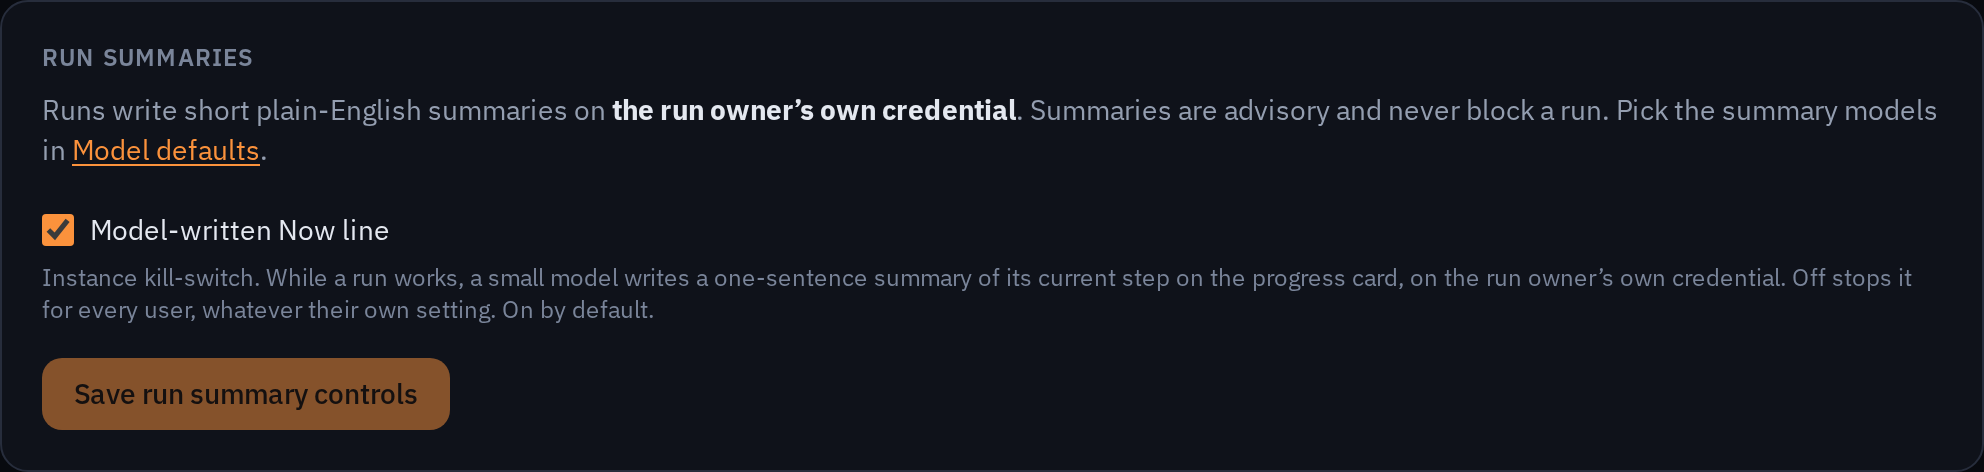 RUN SUMMARIES
Runs write short plain-English summaries on the run owner’s own credential. Summaries are advisory and never block a run. Pick the summary models
in Model defaults.
Model-written Now line
Instance kill-switch. While a run works, a small model writes a one-sentence summary of its current step on the progress card, on the run owner’s own credential. Off stops it
for every user, whatever their own setting. On by default.
Save run summary controls